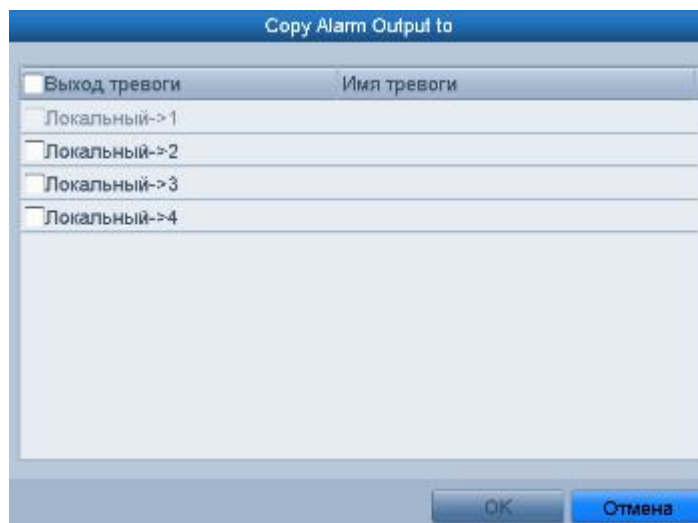 Copy Alarm Output to
Выход тревоги Имя тревоги
Локальный->1
Локальный->2
Локальный->3
Локальный->4
OK Отмена